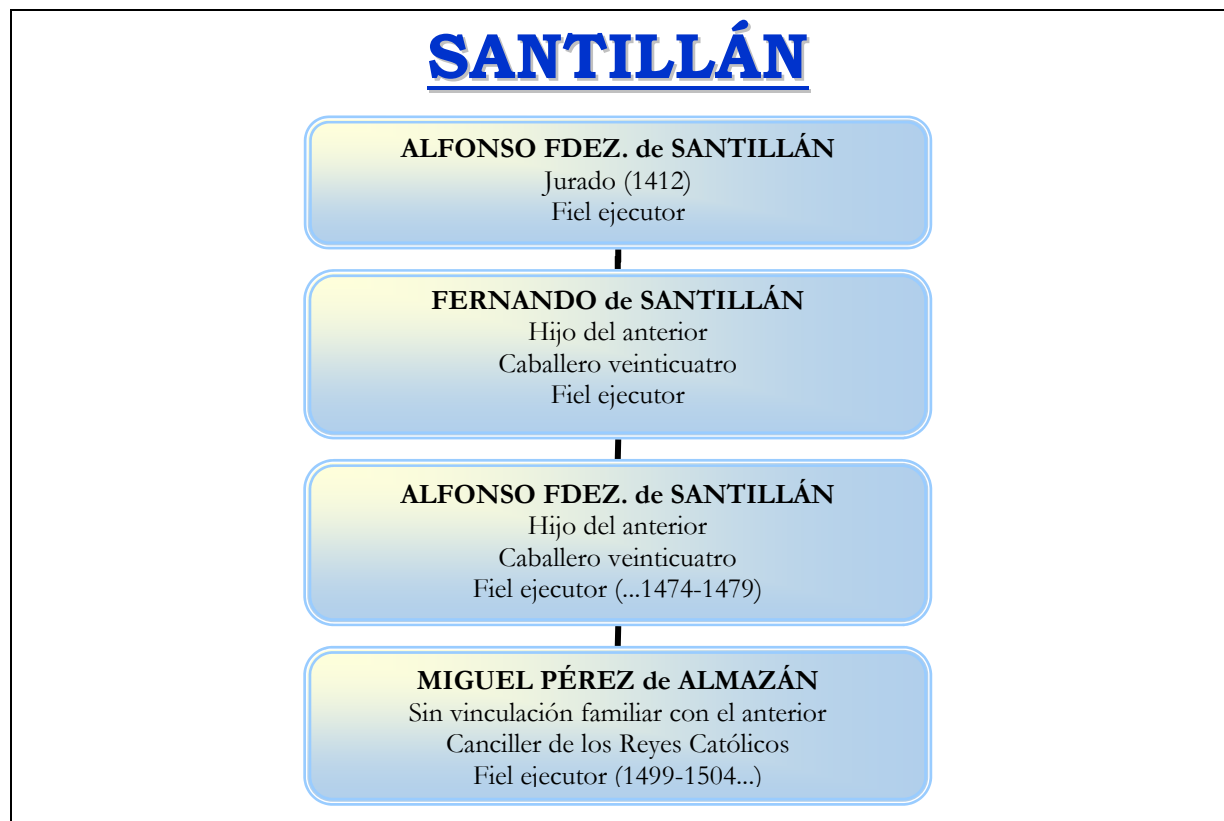 SANTILLÁN
ALFONSO FDEZ. de SANTILLÁN
Jurado (1412)
Fiel ejecutor
FERNANDO de SANTILLÁN
Hijo del anterior
Caballero veinticuatro
Fiel ejecutor
ALFONSO FDEZ. de SANTILLÁN
Hijo del anterior
Caballero veinticuatro
Fiel ejecutor (...1474-1479)
MIGUEL PÉREZ de ALMAZÁN
Sin vinculación familiar con el anterior
Canciller de los Reyes Católicos
Fiel ejecutor (1499-1504...)